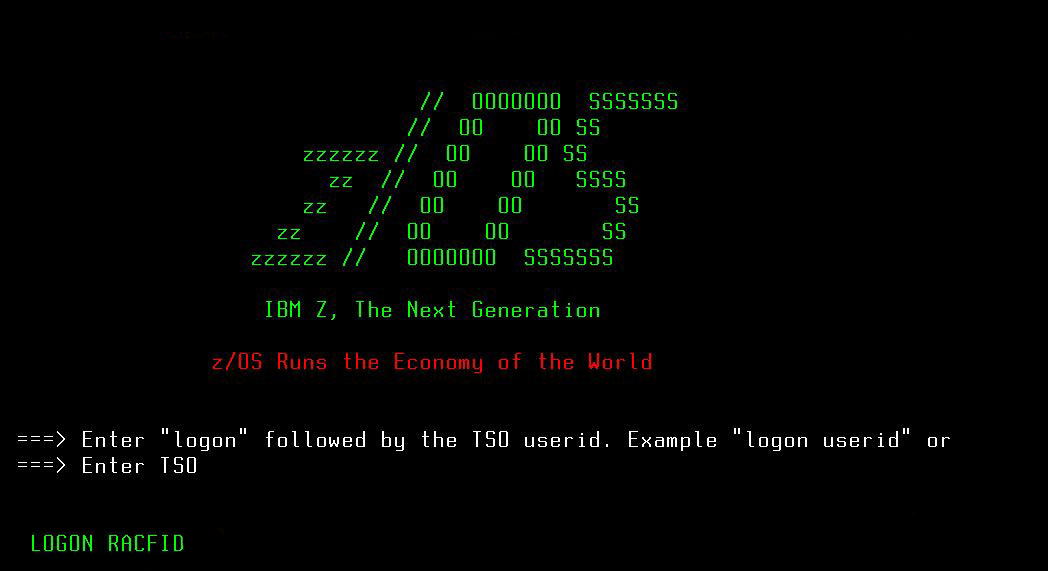 // OOOOOOO SSSSSSS
// OO OO SS
zzzzzz // OO OO SS
zz // OO OO SSSS
zz // OO OO SS
zz // OO OO SS
zzzzzz // OOOOOOO SSSSSSS
IBM Z, The Next Generation
z/OS Runs the Economy of the World
===> Enter "logon" followed by the TSO userid. Example "logon userid" or
===> Enter TSO
LOGON RACFID